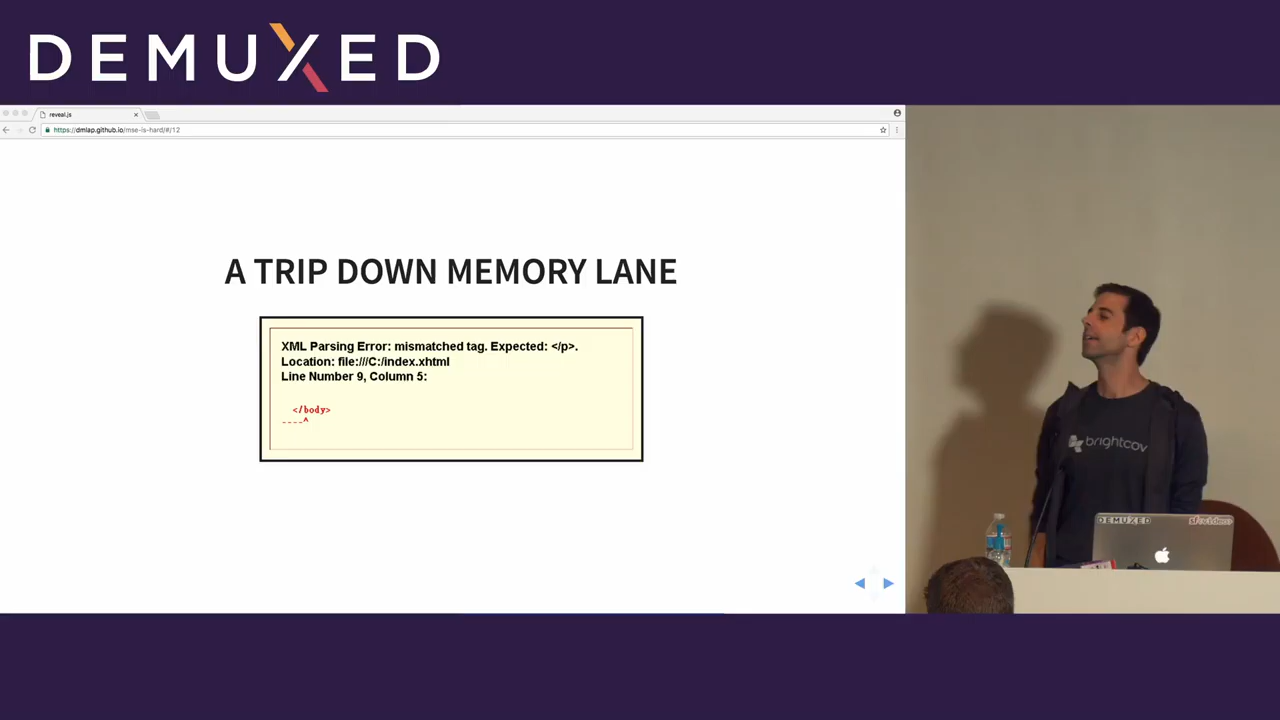 DEMUXED
reveal.js
https://dmlap.github.io/mse-is-hard/#/12
A TRIP DOWN MEMORY LANE
XML Parsing Error: mismatched tag. Expected: </p>.
Location: file:///C:/index.xhtml
Line Number 9, Column 5:
</body>
----^
brightcov
DEMUXED